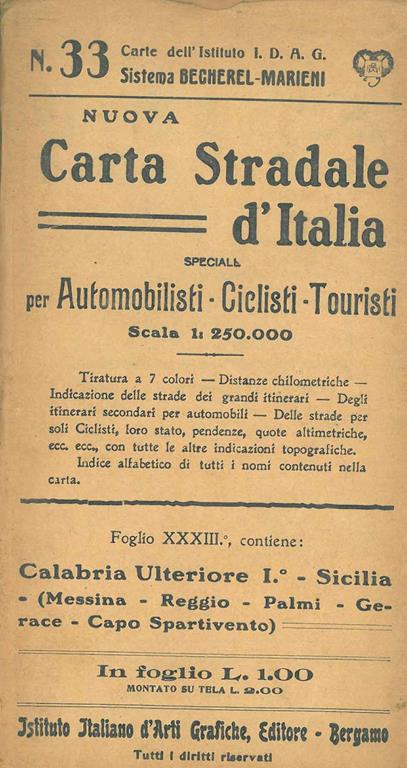 N. 33 Carte dell'Istituto I. D. A. G.
Sistema BECHEREL-MARIENI
NUOVA
Carta Stradale
d'Italia
SPECIALE
per Automobilisti - Ciclisti - Touristi
Scala 1: 250.000
Tiratura a 7 colori — Distanze chilometriche —
Indicazione delle strade dei grandi itinerari — Degli
itinerari secondari per automobili — Delle strade per
soli Ciclisti, loro stato, pendenze, quote altimetriche,
ecc. ecc., con tutte le altre indicazioni topografiche.
Indice alfabetico di tutti i nomi contenuti nella
carta.
Foglio XXXIII.°, contiene:
Calabria Ulteriore I.° - Sicilia
- (Messina - Reggio - Palmi - Ge-
race - Capo Spartivento)
In foglio L. 1.00
MONTATO SU TELA L. 2.00
Istituto Italiano d'Arti Grafiche, Editore - Bergamo
Tutti i diritti riservati